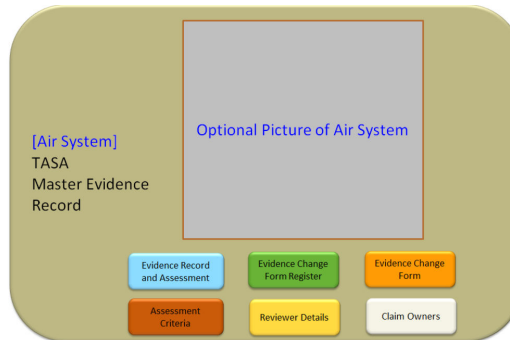 Optional Picture of Air System
[Air System]
TASA
Master Evidence
Record
Evidence Record
and Assessment
Evidence Change
Form Register
Evidence Change
Form
Assessment
Criteria
Reviewer Details
Claim Owners